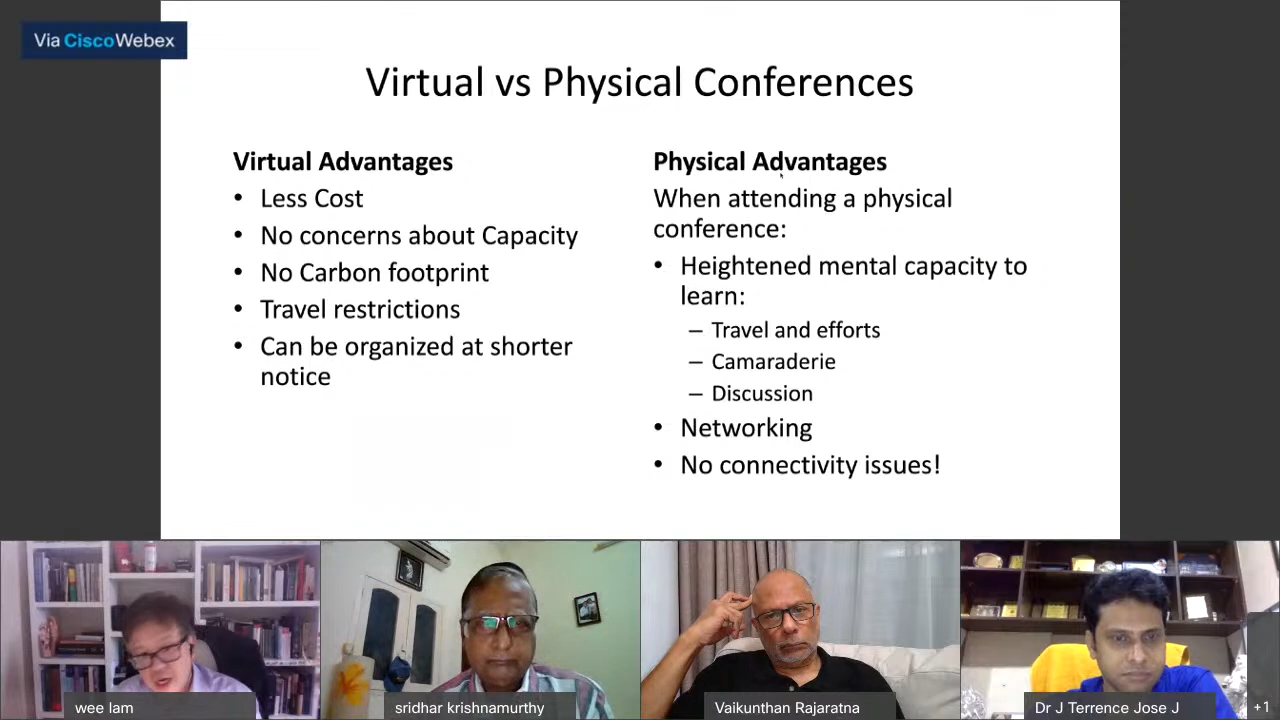 Via CiscoWebex
Virtual vs Physical Conferences
Virtual Advantages
• Less Cost
• No concerns about Capacity
• No Carbon footprint
• Travel restrictions
• Can be organized at shorter
notice
Physical Advantages
When attending a physical
conference:
• Heightened mental capacity to
learn:
– Travel and efforts
– Camaraderie
– Discussion
• Networking
• No connectivity issues!
wee lam
sridhar krishnamurthy
Vaikunthan Rajaratna
Dr J Terrence Jose J
+1